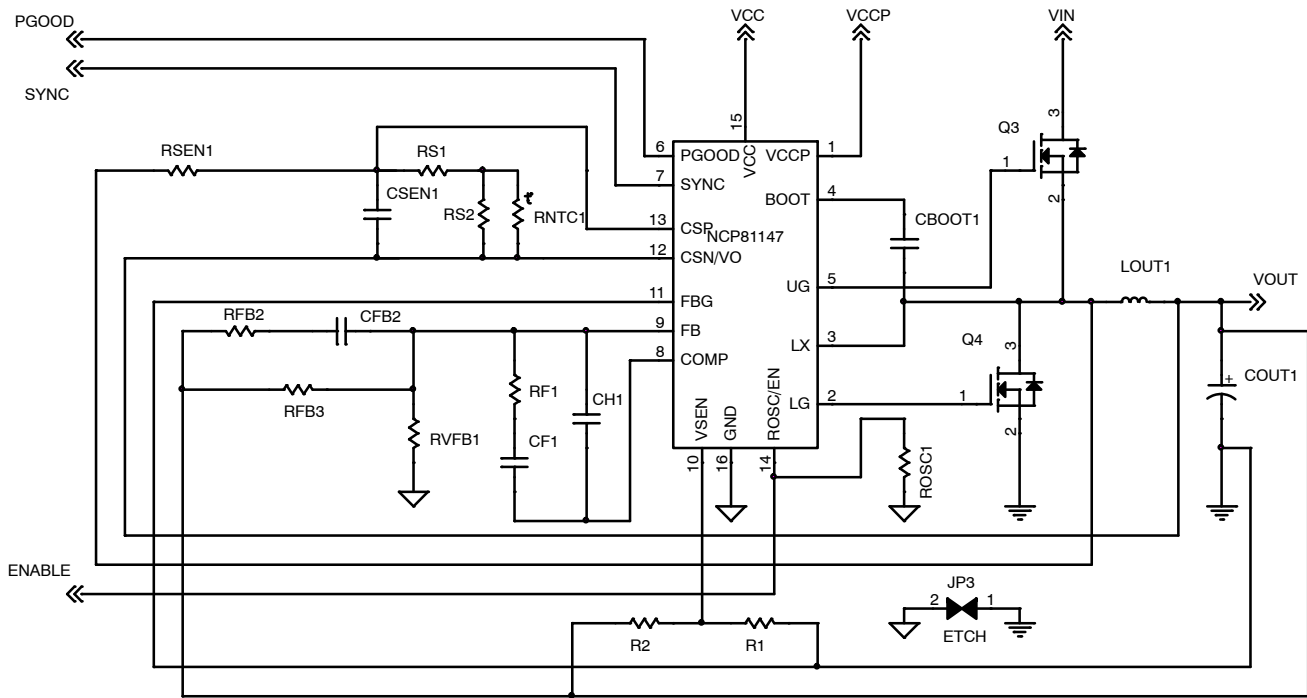 PGOOD
VCC
VCCP
VIN
SYNC
15
3
Q3
RSEN1
RS1
6
PGOOD
VCC
VCCP
1
1
7
SYNC
4
BOOT
2
CSEN1
RS2
RNTC1
t
CBOOT1
13
CSP
NCP81147
12
CSN/VO
LOUT1
VOUT
UG
5
11
FBG
RFB2
CFB2
9
FB
3
LX
3
Q4
8
COMP
COUT1
+
RFB3
RF1
CH1
LG
2
1
VSEN
GND
ROSC/EN
RVFB1
2
CF1
10
16
14
ROSC1
ENABLE
JP3
2
1
ETCH
R2
R1